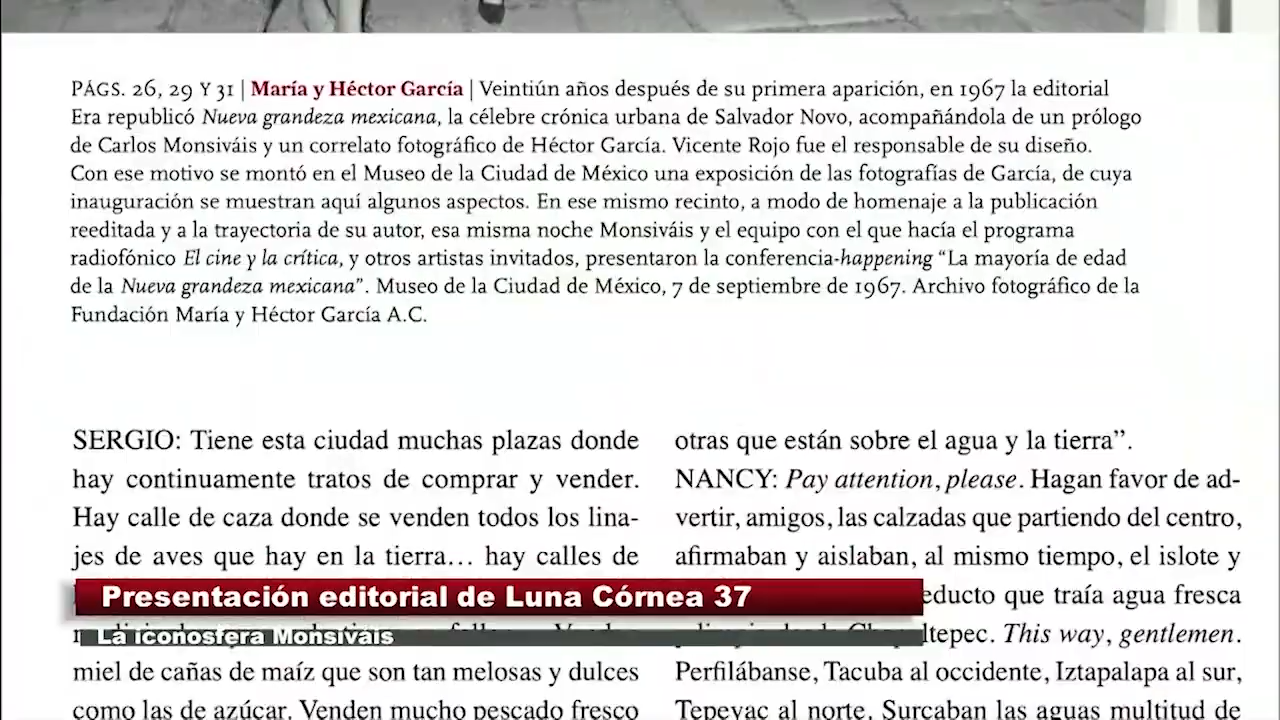 PÁGS. 26, 29 Y 31 | María y Héctor García | Veintiún años después de su primera aparición, en 1967 la editorial
Era republicó Nueva grandeza mexicana, la célebre crónica urbana de Salvador Novo, acompañándola de un prólogo
de Carlos Monsiváis y un correlato fotográfico de Héctor García. Vicente Rojo fue el responsable de su diseño.
Con ese motivo se montó en el Museo de la Ciudad de México una exposición de las fotografías de García, de cuya
inauguración se muestran aquí algunos aspectos. En ese mismo recinto, a modo de homenaje a la publicación
reeditada y a la trayectoria de su autor, esa misma noche Monsiváis y el equipo con el que hacía el programa
radiofónico El cine y la crítica, y otros artistas invitados, presentaron la conferencia-happening “La mayoría de edad
de la Nueva grandeza mexicana”. Museo de la Ciudad de México, 7 de septiembre de 1967. Archivo fotográfico de la
Fundación María y Héctor García A.C.
SERGIO: Tiene esta ciudad muchas plazas donde
hay continuamente tratos de comprar y vender.
Hay calle de caza donde se venden todos los lina-
jes de aves que hay en la tierra… hay calles de
miel de cañas de maíz que son tan melosas y dulces
como las de azúcar. Venden mucho pescado fresco
otras que están sobre el agua y la tierra”.
NANCY: Pay attention, please. Hagan favor de ad-
vertir, amigos, las calzadas que partiendo del centro,
afirmaban y aislaban, al mismo tiempo, el islote y
educto que traía agua fresca
ltepec. This way, gentlemen.
Perfilábanse, Tacuba al occidente, Iztapalapa al sur,
Tepeyac al norte. Surcaban las aguas multitud de
Presentación editorial de Luna Córnea 37
La iconosfera Monsiváis